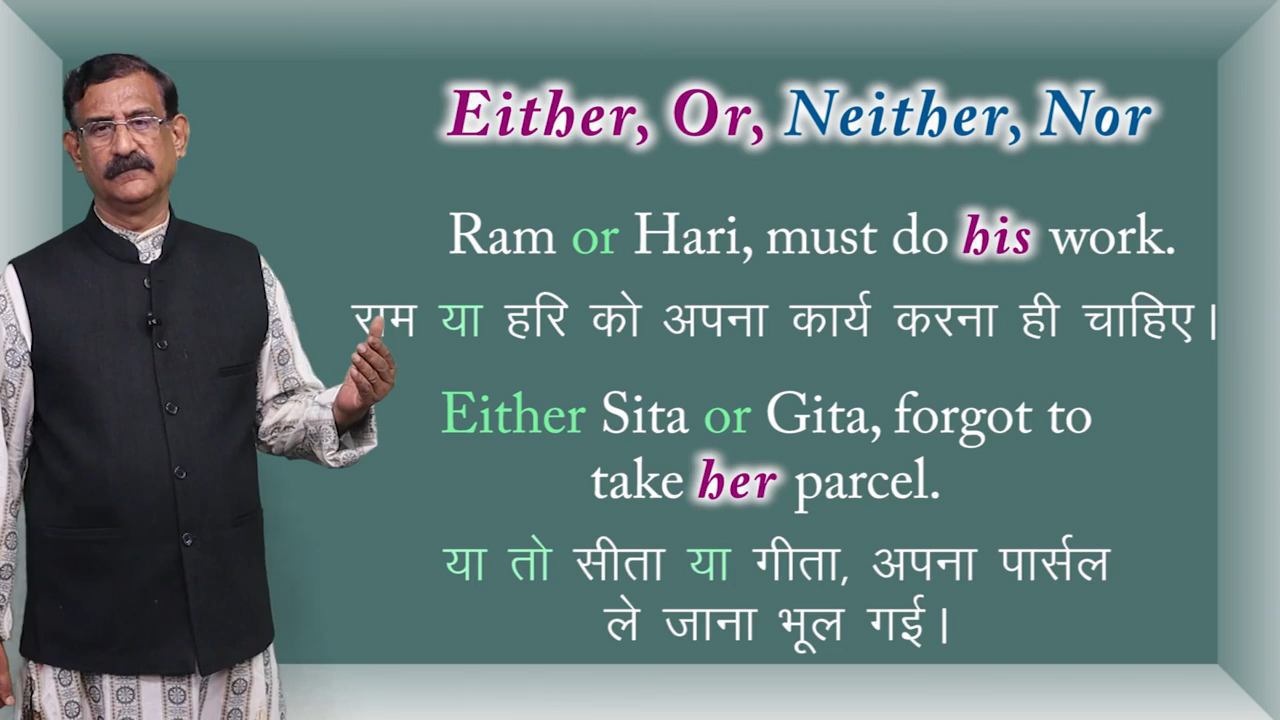 Either, Or, Neither, Nor
Ram or Hari, must do his work.
राम या हरि को अपना कार्य करना ही चाहिए।
Either Sita or Gita, forgot to
take her parcel.
या तो सीता या गीता, अपना पार्सल
ले जाना भूल गई।